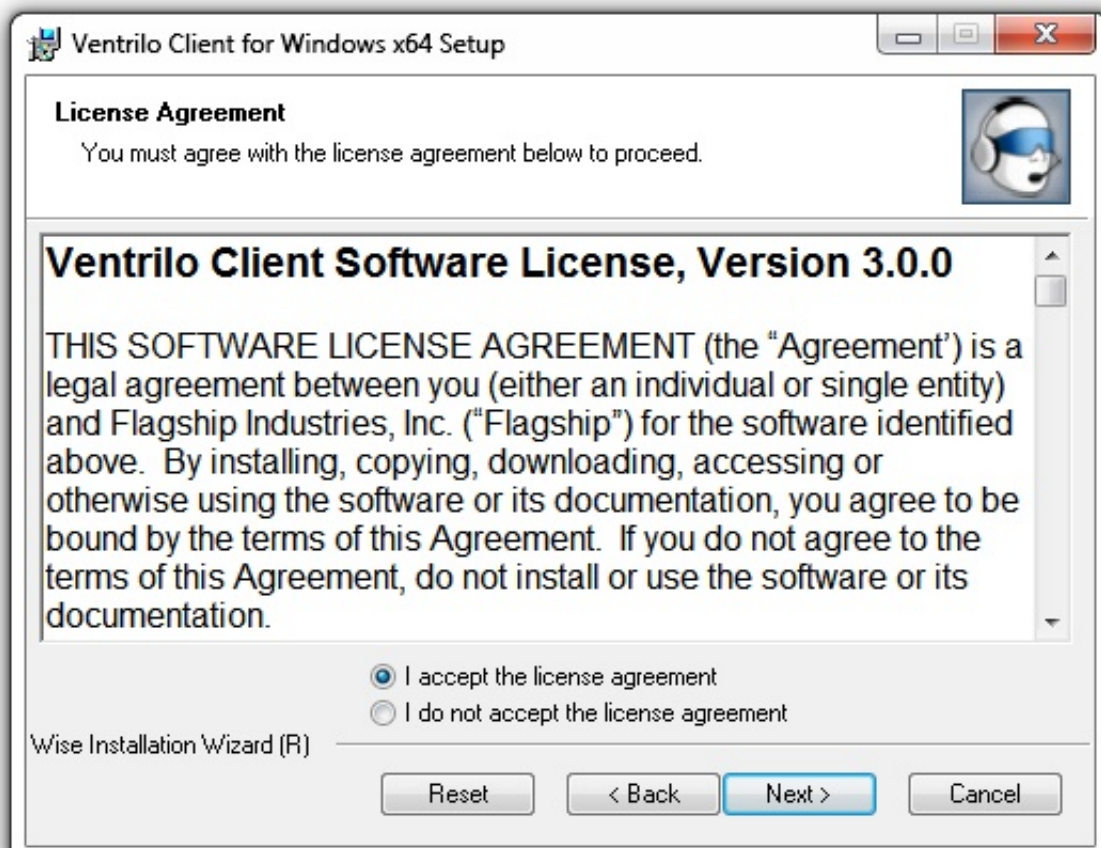 Ventrilo Client for Windows x64 Setup
License Agreement
You must agree with the license agreement below to proceed.
Ventrilo Client Software License, Version 3.0.0
THIS SOFTWARE LICENSE AGREEMENT (the “Agreement’) is a
legal agreement between you (either an individual or single entity)
and Flagship Industries, Inc. (“Flagship”) for the software identified
above.  By installing, copying, downloading, accessing or
otherwise using the software or its documentation, you agree to be
bound by the terms of this Agreement.  If you do not agree to the
terms of this Agreement, do not install or use the software or its
documentation.
I accept the license agreement
I do not accept the license agreement
Wise Installation Wizard (R)
Reset
< Back
Next >
Cancel